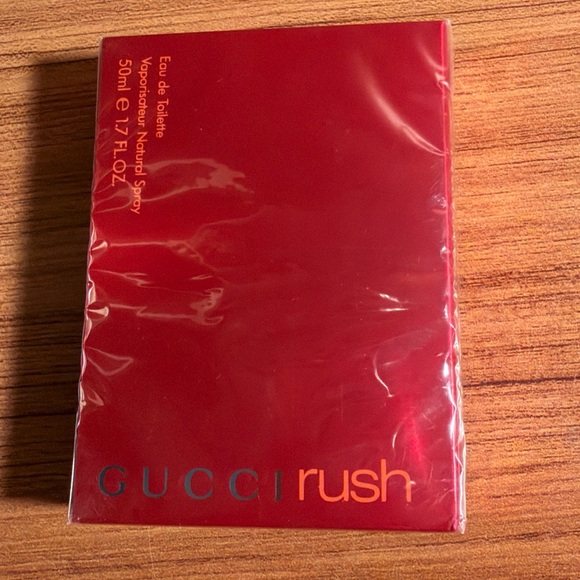 Eau de Toilette
Vaporisateur Natural Spray
50ml e 1.7 FL.OZ.
GUCCI rush